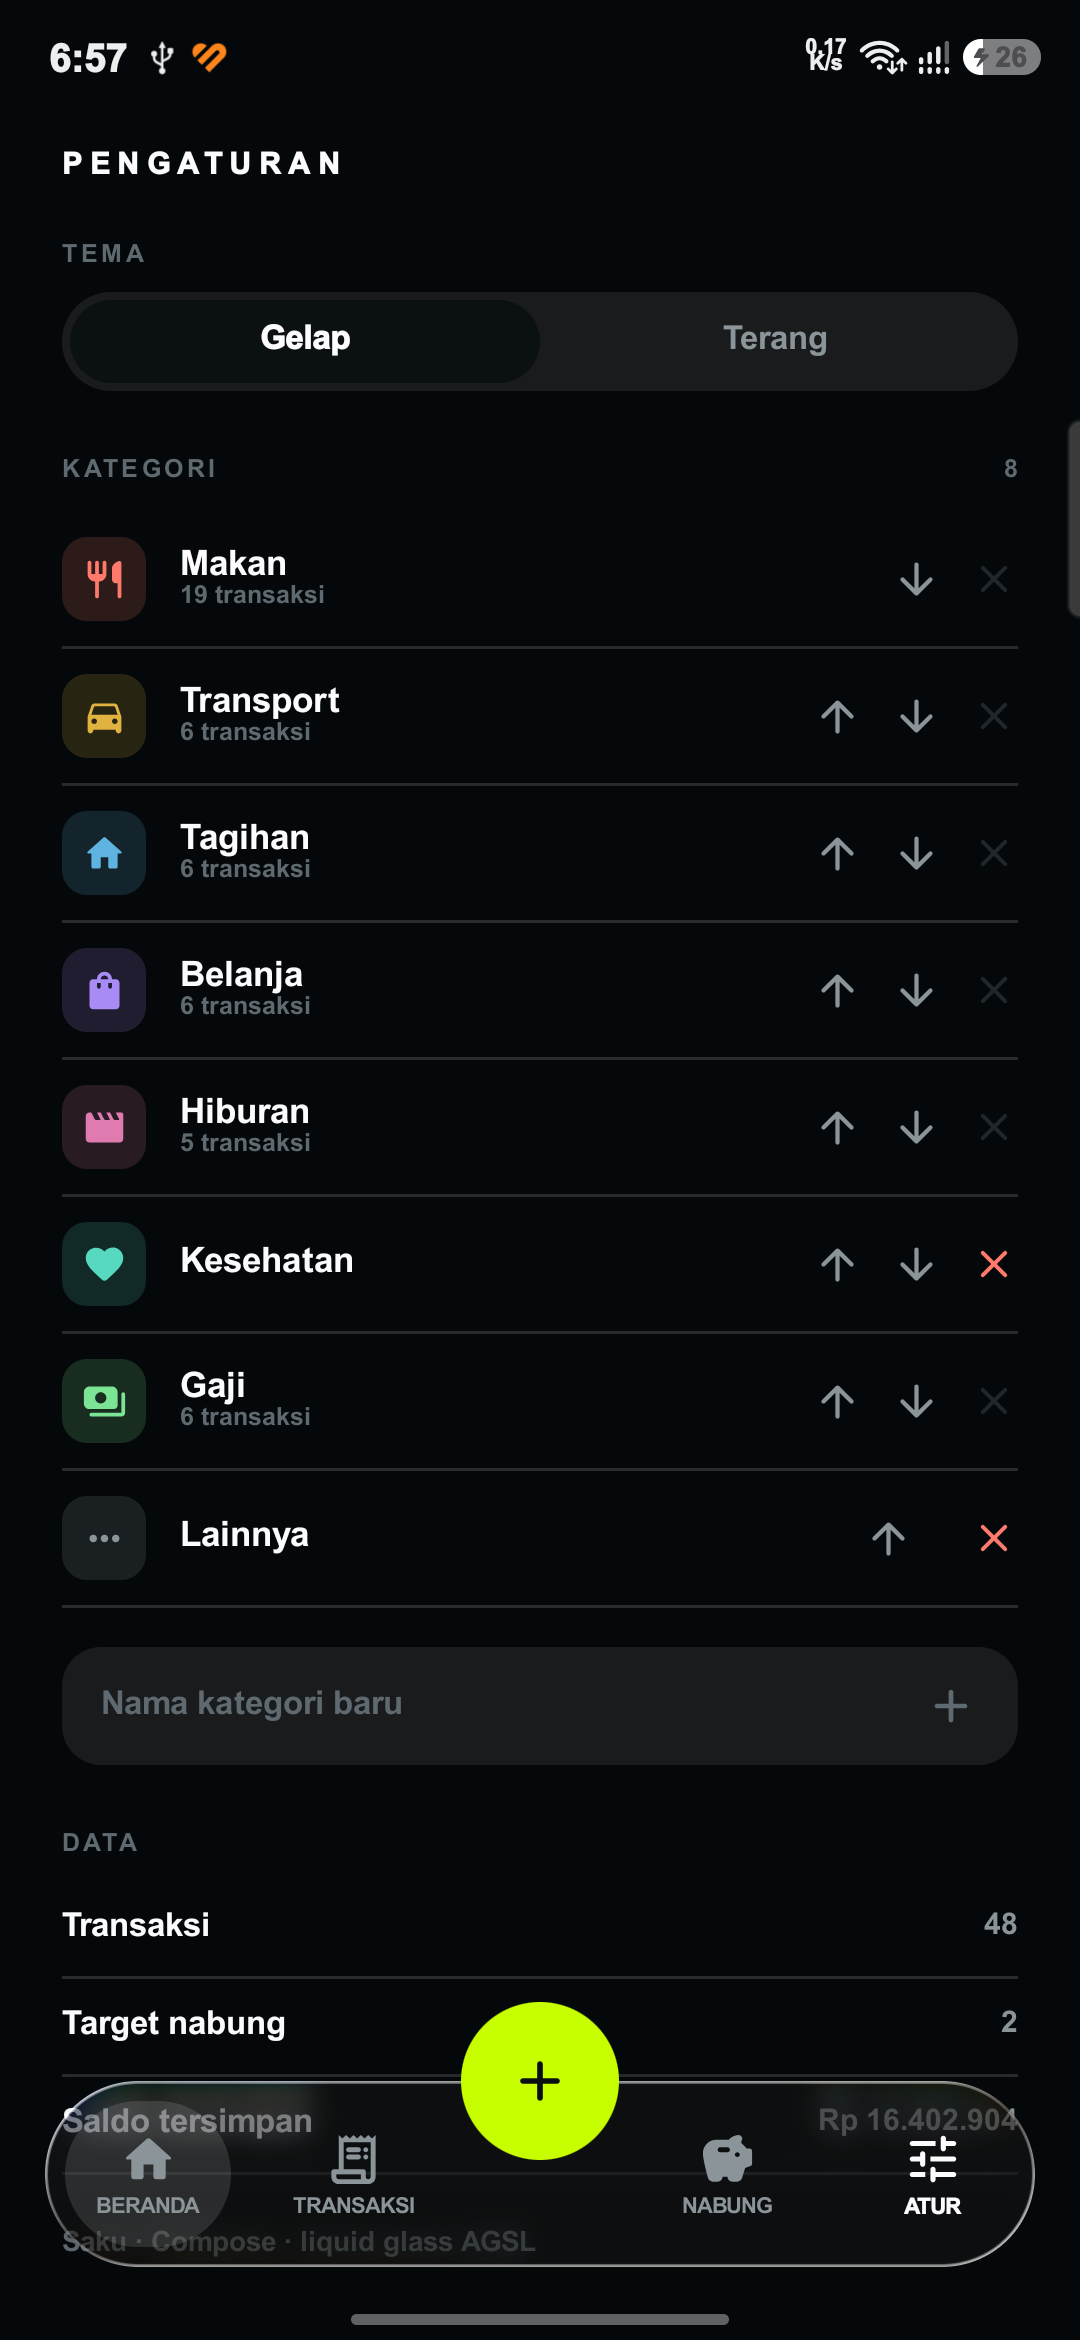 6:57
0.17
K/s
26
PENGATURAN
TEMA
Gelap
Terang
KATEGORI
8
Makan
19 transaksi
Transport
6 transaksi
Tagihan
6 transaksi
Belanja
6 transaksi
Hiburan
5 transaksi
Kesehatan
Gaji
6 transaksi
Lainnya
Nama kategori baru
DATA
Transaksi
48
Target nabung
2
Saldo tersimpan
Rp 16.402.904
BERANDA
TRANSAKSI
NABUNG
ATUR
Saku · Compose · liquid glass AGSL